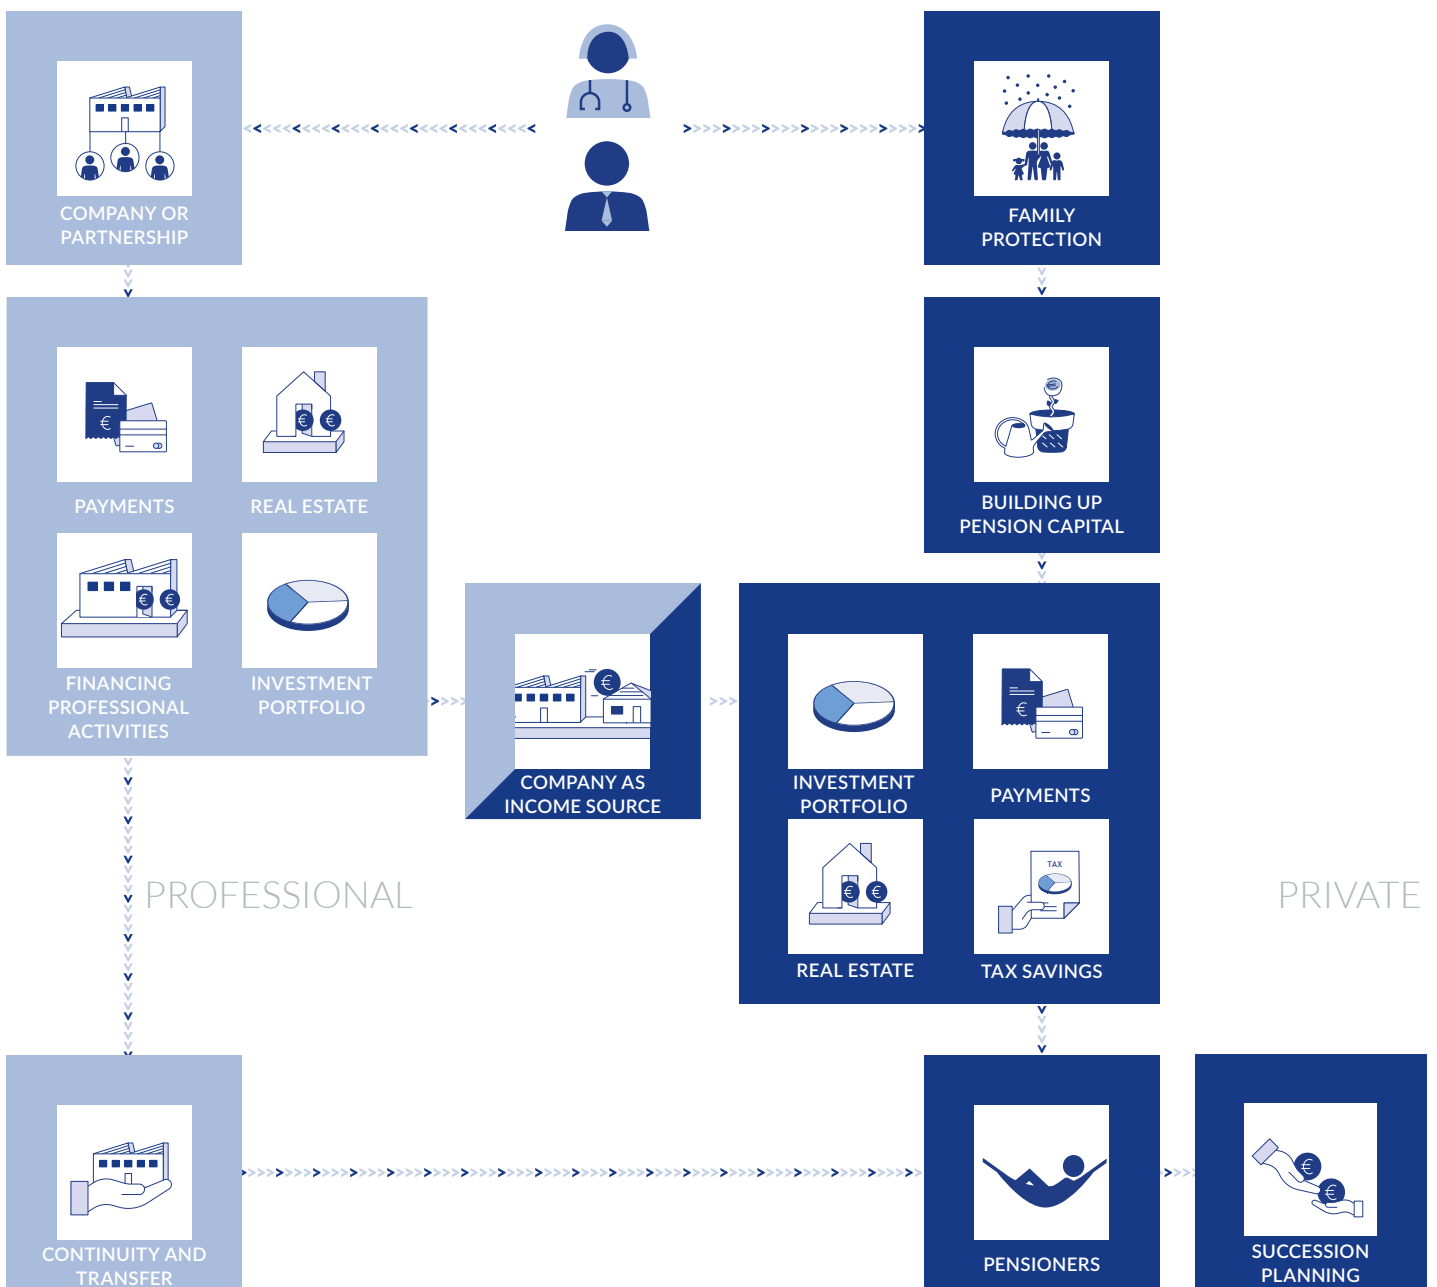 COMPANY OR
PARTNERSHIP
FAMILY
PROTECTION
€
€ €
PAYMENTS
REAL ESTATE
€
BUILDING UP
PENSION CAPITAL
€ €
FINANCING
PROFESSIONAL
ACTIVITIES
INVESTMENT
PORTFOLIO
€
COMPANY AS
INCOME SOURCE
€
INVESTMENT
PORTFOLIO
PAYMENTS
€ €
TAX
REAL ESTATE
TAX SAVINGS
PROFESSIONAL
PRIVATE
CONTINUITY AND
TRANSFER
PENSIONERS
€
€
SUCCESSION
PLANNING